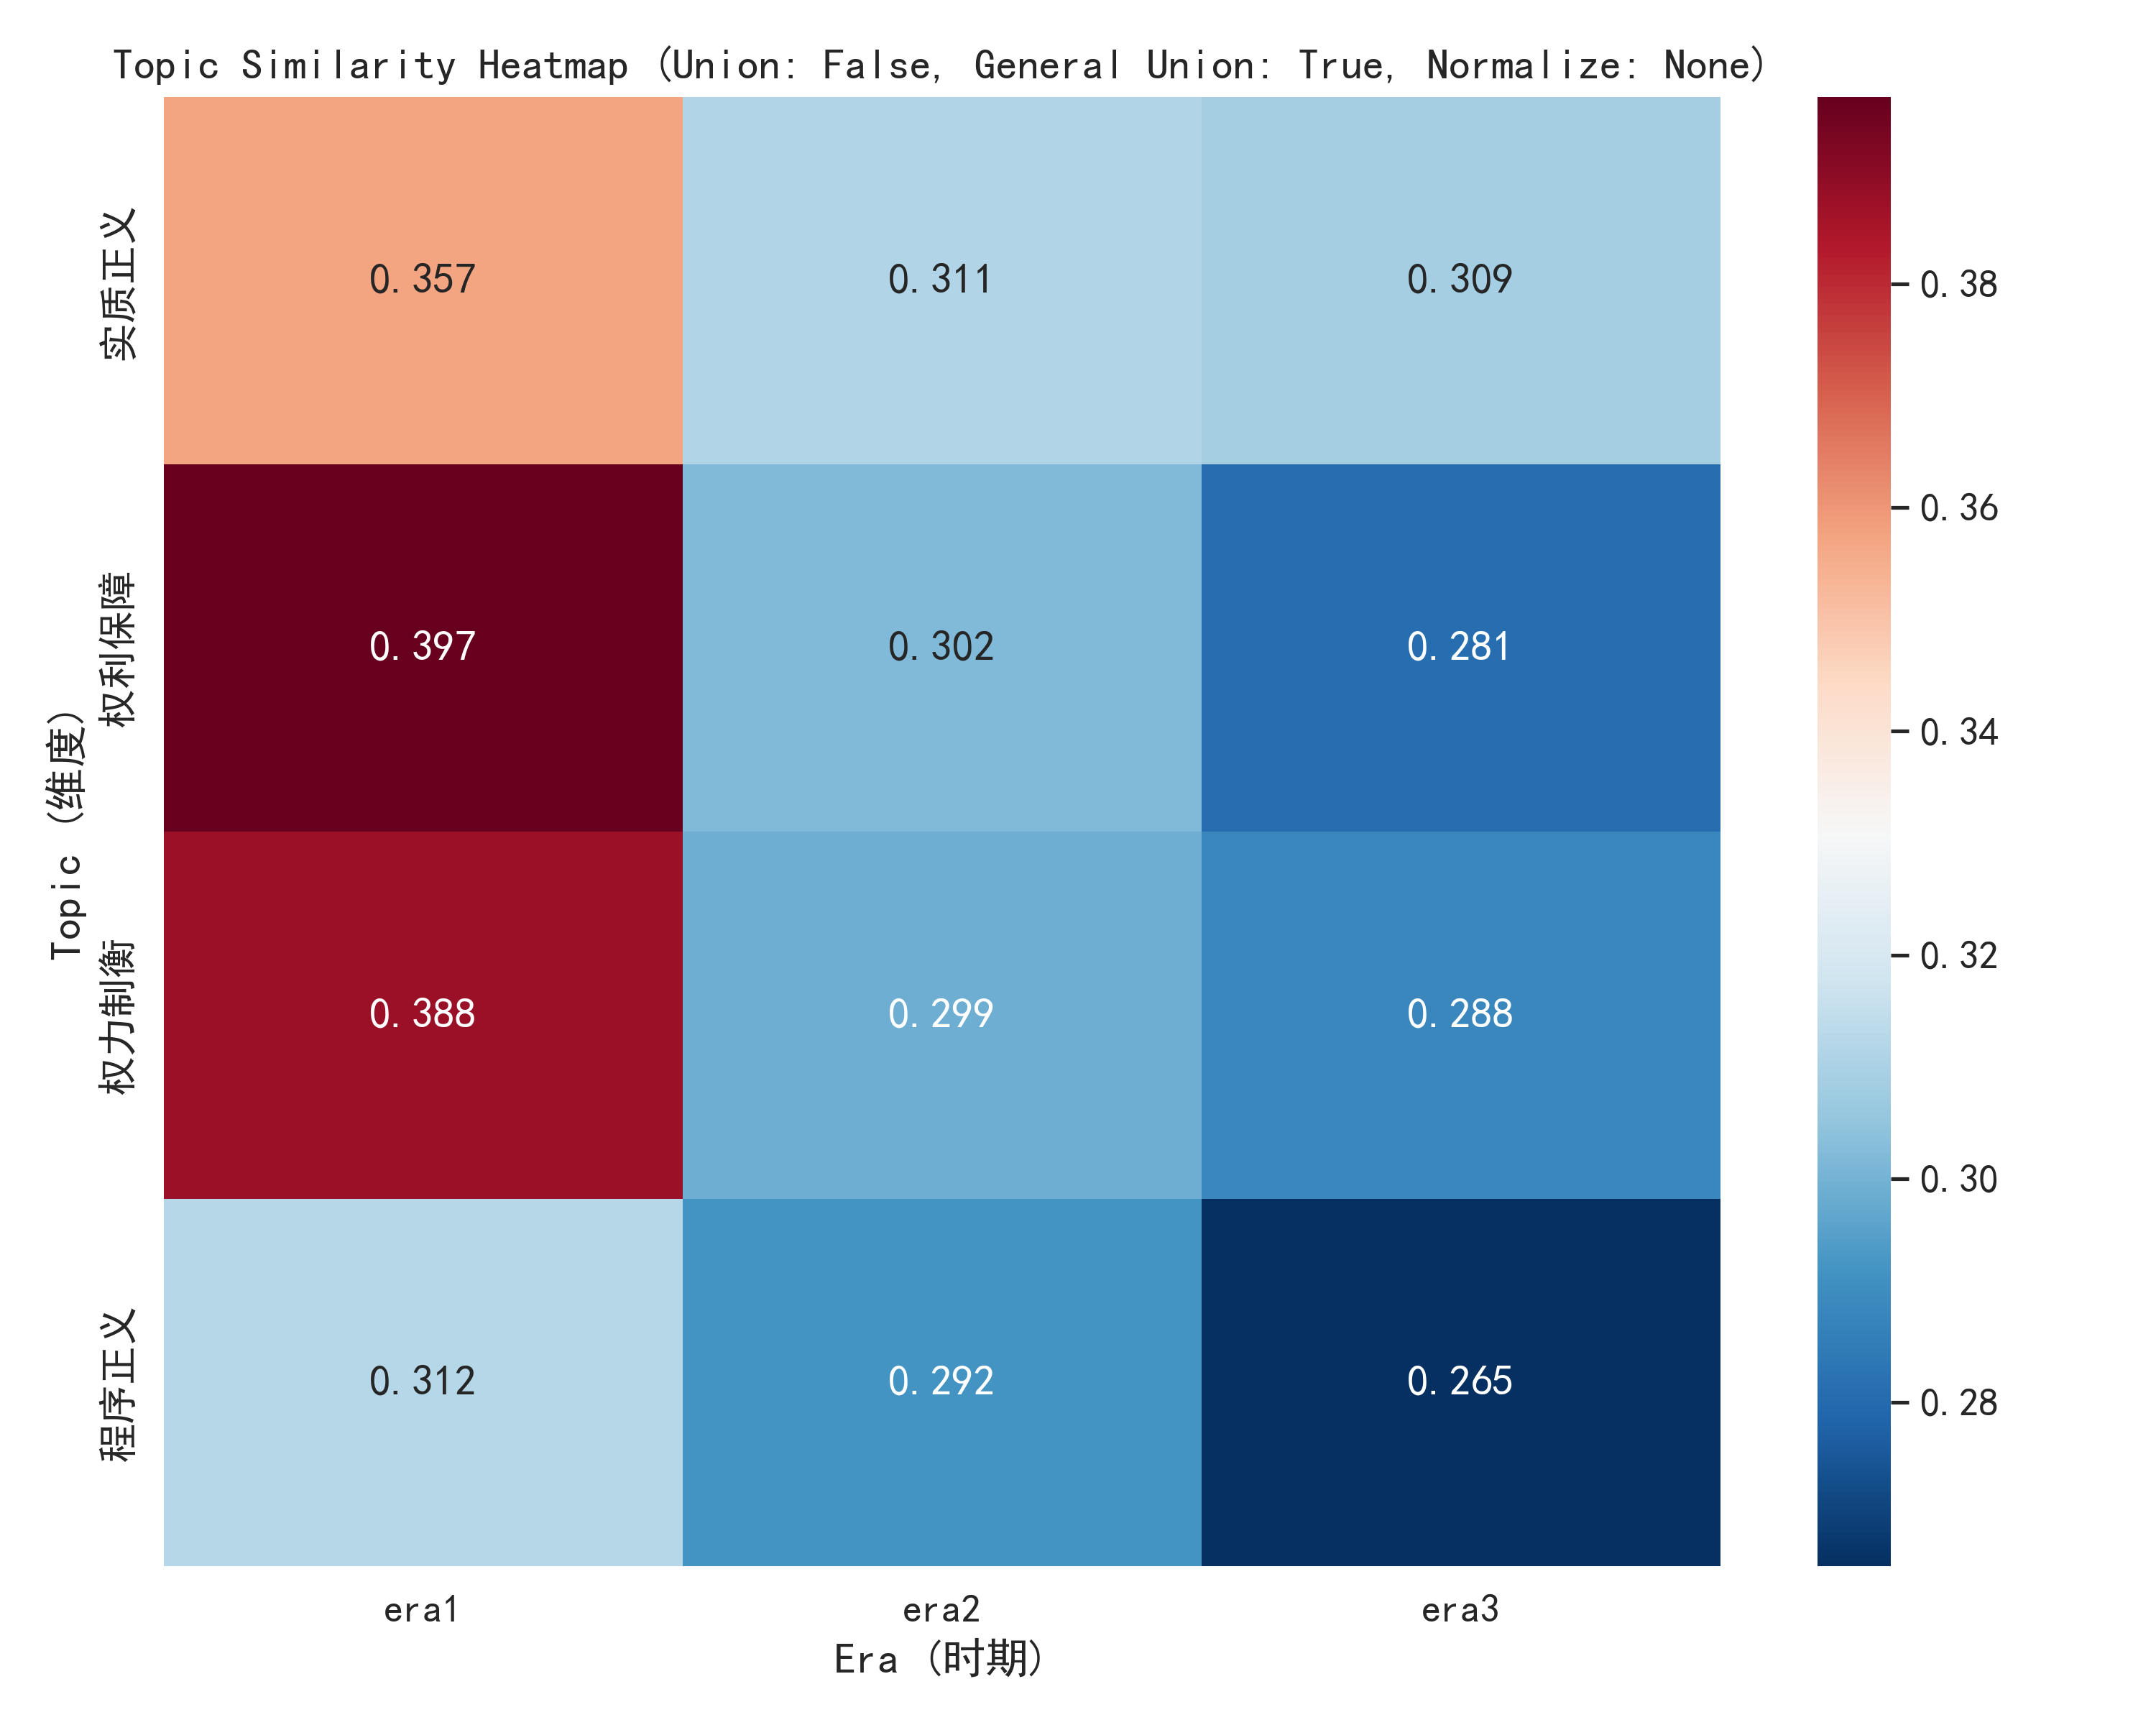 Topic Similarity Heatmap (Union: False, General Union: True, Normalize: None)
Topic (维度)
实质正义
0.357 0.311 0.309
权利保障
0.397 0.302 0.281
权力制衡
0.388 0.299 0.288
程序正义
0.312 0.292 0.265
era1 era2 era3
Era (时期)
0.38
0.36
0.34
0.32
0.30
0.28